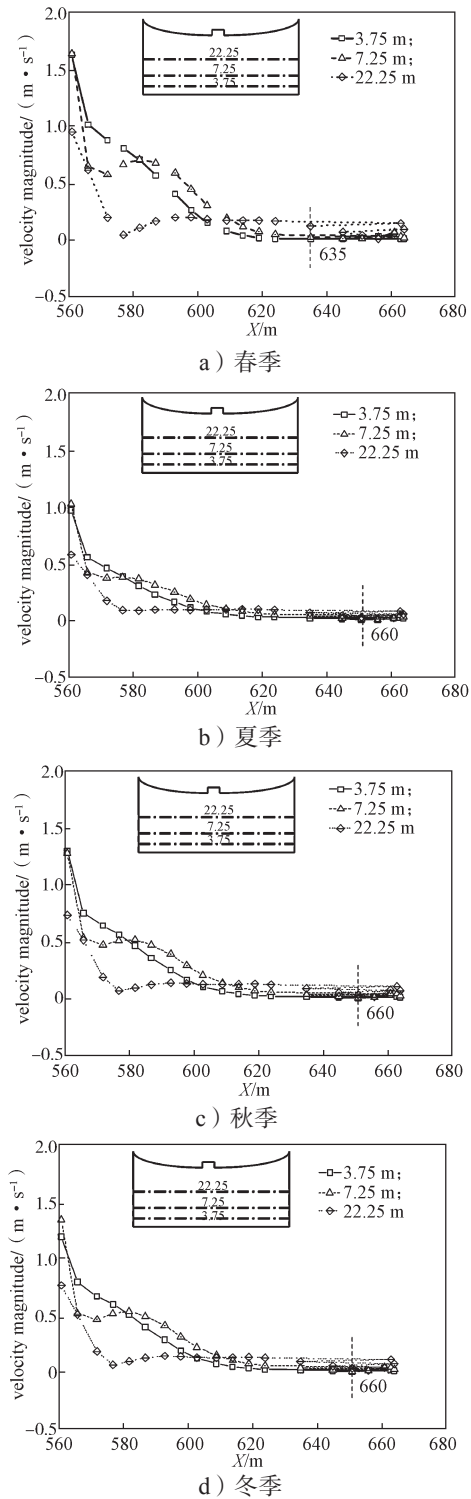 2.0
1.5
1.0
0.5
0
−0.5
velocity magnitude/（m • s⁻¹）
22.25
7.25
3.75
3.75 m；
7.25 m；
22.25 m
635
560 580 600 620 640 660 680
X/m
a）春季
2.0
1.5
1.0
0.5
0
−0.5
velocity magnitude/（m • s⁻¹）
22.25
7.25
3.75
3.75 m；
7.25 m；
22.25 m
660
560 580 600 620 640 660 680
X/m
b）夏季
2.0
1.5
1.0
0.5
0
−0.5
velocity magnitude/（m • s⁻¹）
22.25
7.25
3.75
3.75 m；
7.25 m；
22.25 m
660
560 580 600 620 640 660 680
X/m
c）秋季
2.0
1.5
1.0
0.5
0
−0.5
velocity magnitude/（m • s⁻¹）
22.25
7.25
3.75
3.75 m；
7.25 m；
22.25 m
660
560 580 600 620 640 660 680
X/m
d）冬季